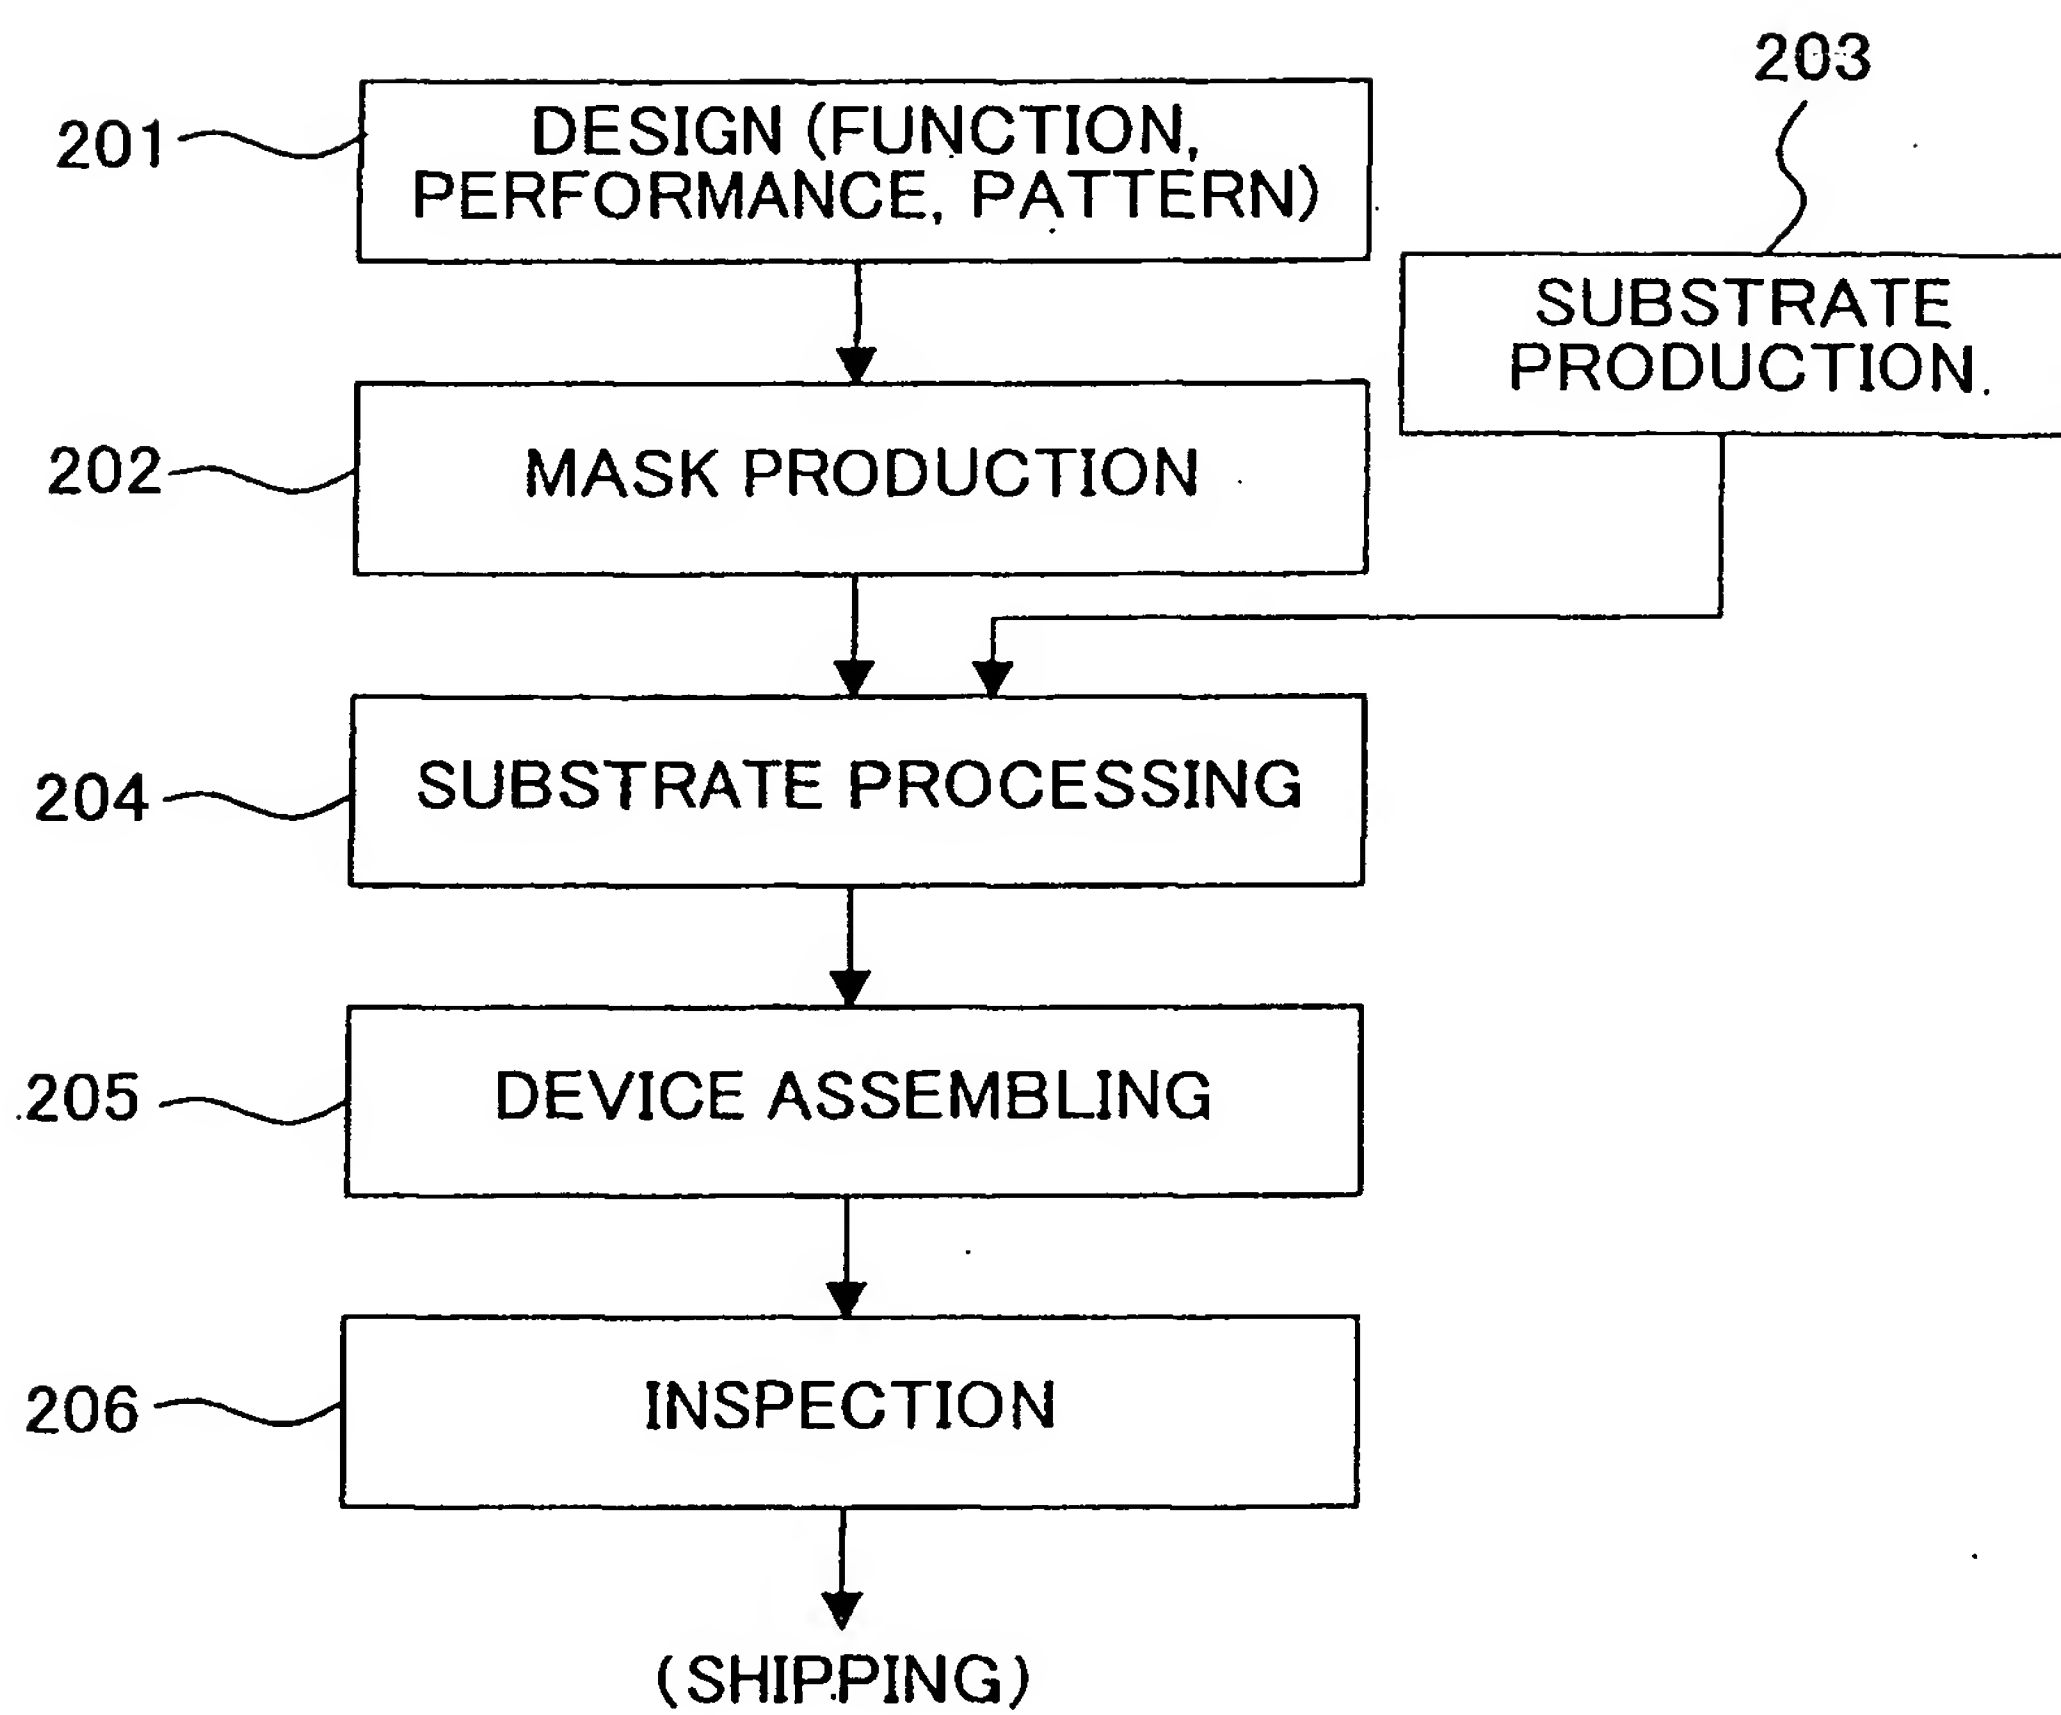 203
201
DESIGN (FUNCTION,
PERFORMANCE, PATTERN)
SUBSTRATE
PRODUCTION
202
MASK PRODUCTION
204
SUBSTRATE PROCESSING
205
DEVICE ASSEMBLING
206
INSPECTION
(SHIPPING)